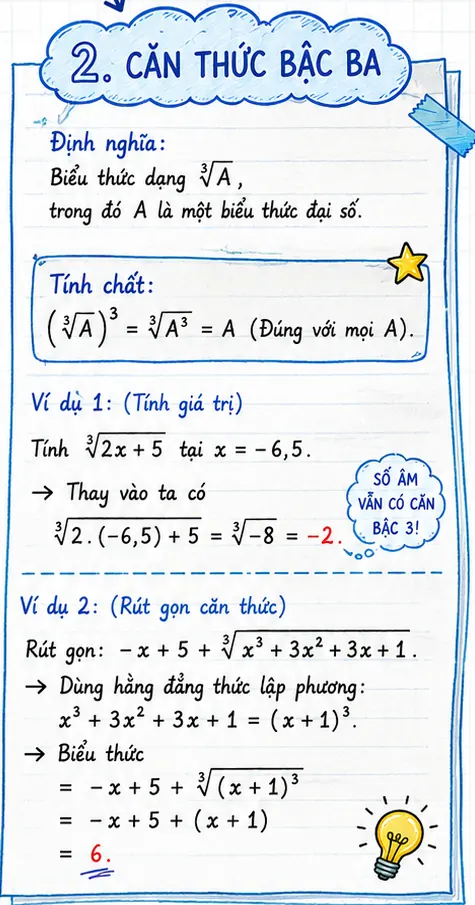 2. CĂN THỨC BẬC BA
Định nghĩa:
Biểu thức dạng ∛A ,
trong đó A là một biểu thức đại số.
Tính chất:
(∛A)³ = ∛A³ = A (Đúng với mọi A).
Ví dụ 1: (Tính giá trị)
Tính ∛(2x + 5) tại x = -6,5.
→ Thay vào ta có
∛(2.(-6,5) + 5) = ∛-8 = -2.
SỐ ÂM
VẪN CÓ CĂN
BẬC 3!
Ví dụ 2: (Rút gọn căn thức)
Rút gọn: -x + 5 + ∛(x³ + 3x² + 3x + 1).
→ Dùng hằng đẳng thức lập phương:
x³ + 3x² + 3x + 1 = (x + 1)³.
→ Biểu thức
= -x + 5 + ∛(x + 1)³
= -x + 5 + (x + 1)
= 6.